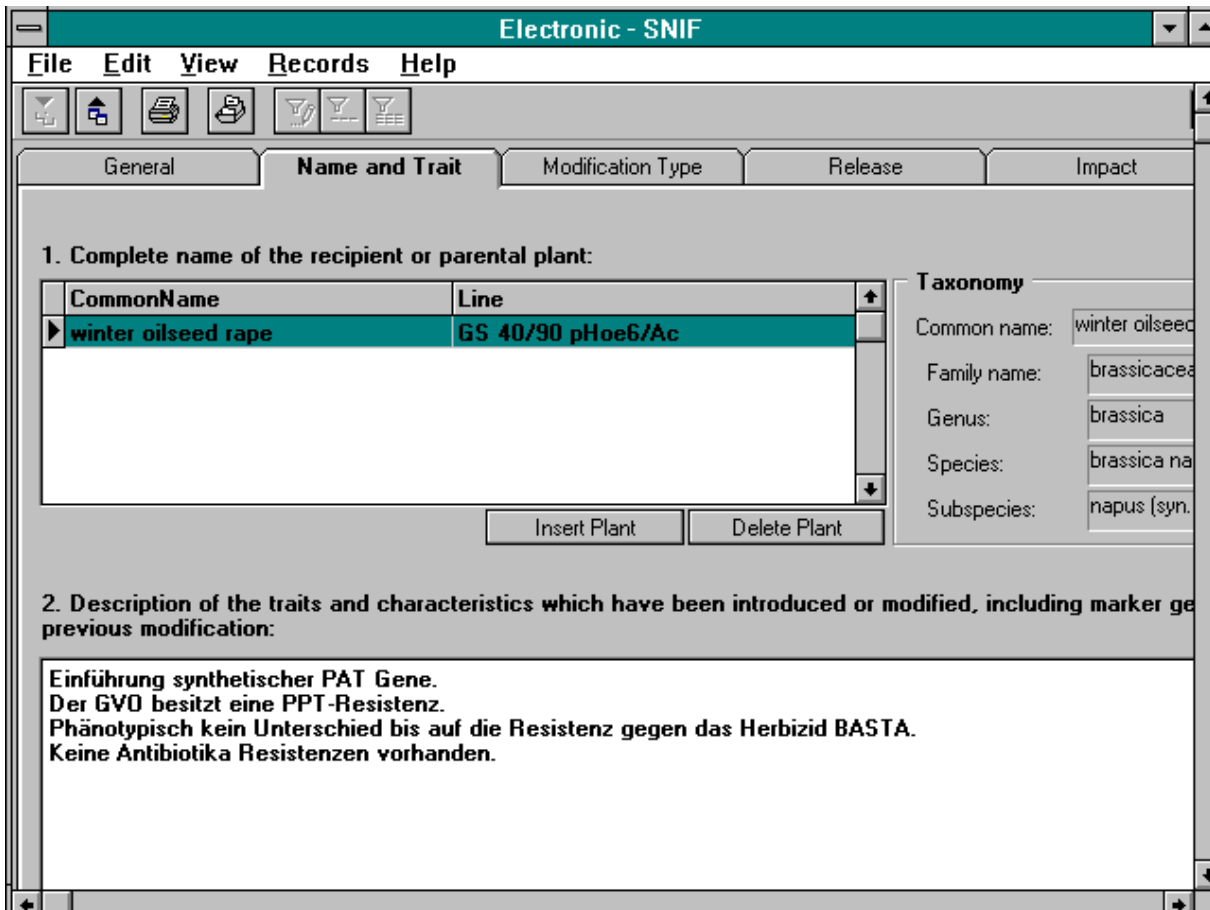 Electronic - SNIF
File Edit View Records Help
General Name and Trait Modification Type Release Impact
1. Complete name of the recipient or parental plant:
CommonName Line
winter oilseed rape GS 40/90 pHoe6/Ac
Insert Plant Delete Plant
Taxonomy
Common name: winter oilseed
Family name: brassicacea
Genus: brassica
Species: brassica na
Subspecies: napus (syn.
2. Description of the traits and characteristics which have been introduced or modified, including marker ge
previous modification:
Einführung synthetischer PAT Gene.
Der GVO besitzt eine PPT-Resistenz.
Phänotypisch kein Unterschied bis auf die Resistenz gegen das Herbizid BASTA.
Keine Antibiotika Resistenzen vorhanden.